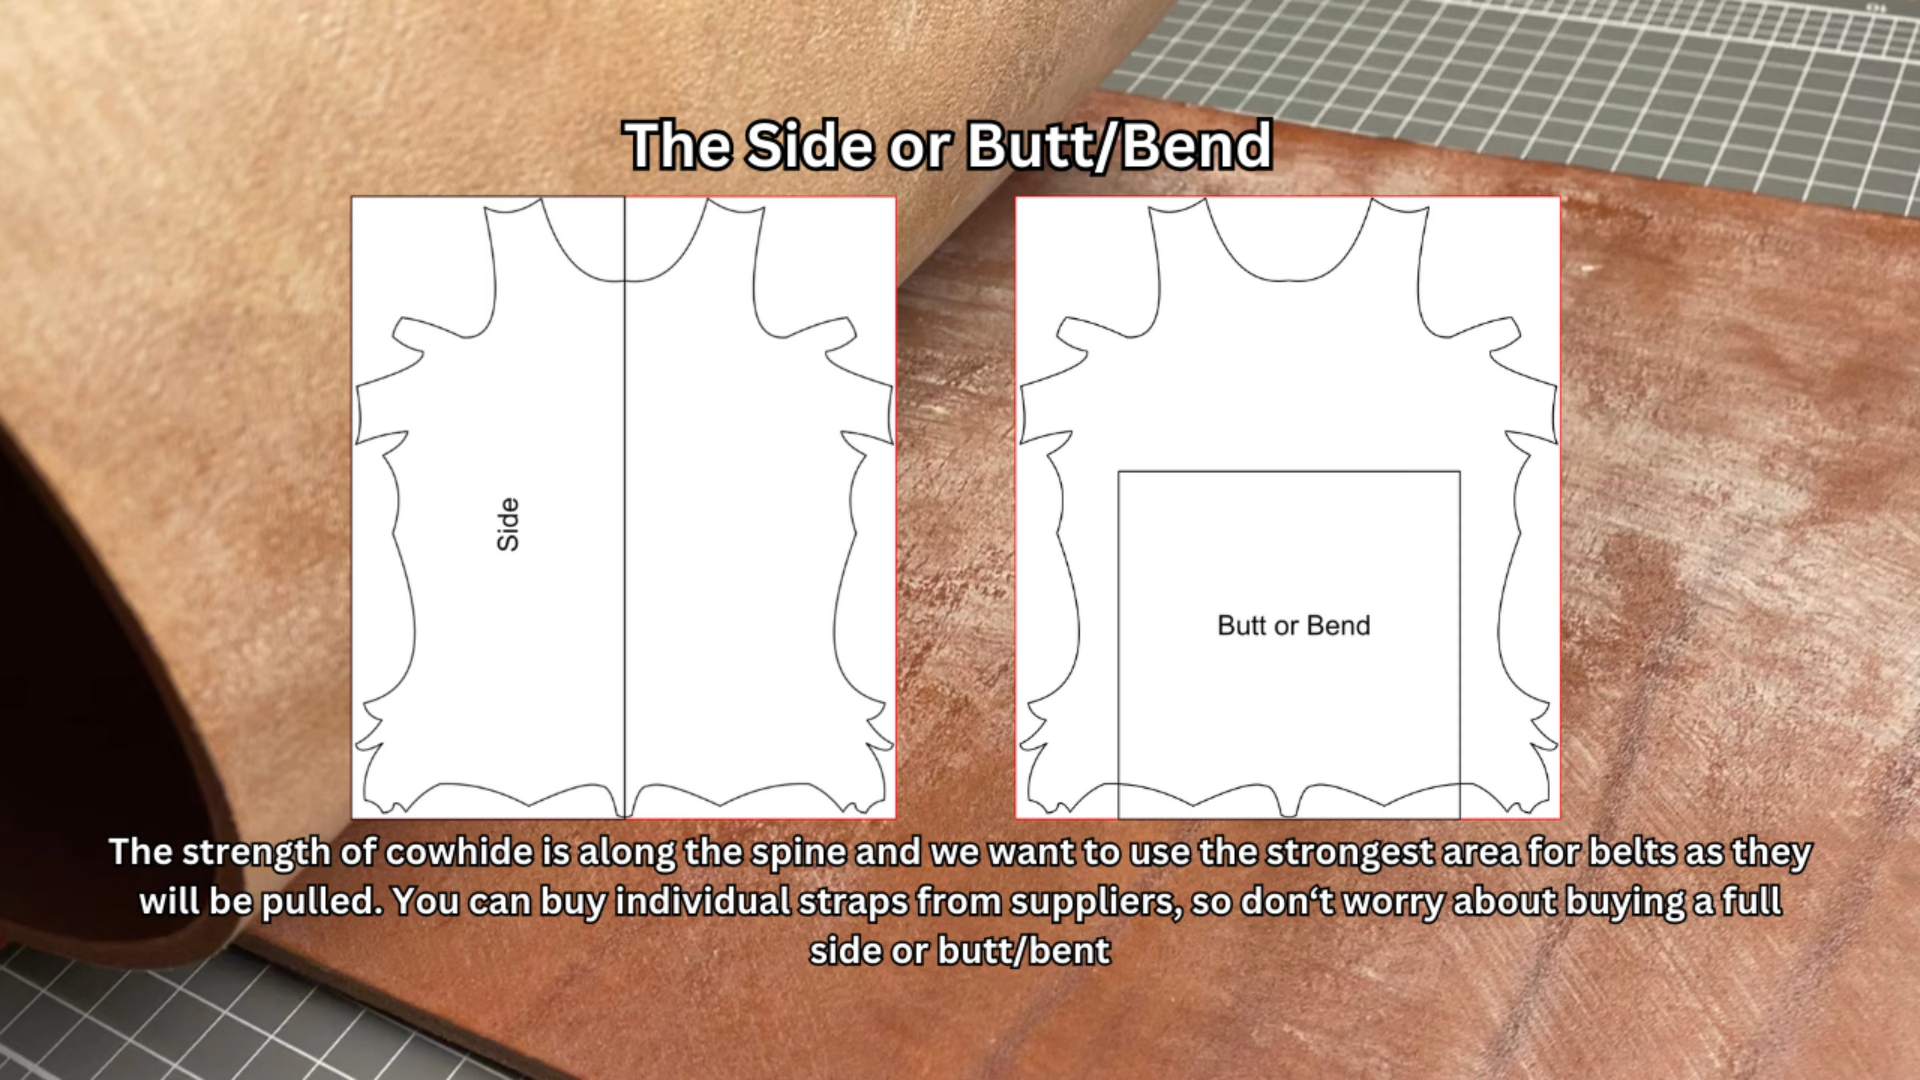 The Side or Butt/Bend
Side
Butt or Bend
The strength of cowhide is along the spine and we want to use the strongest area for belts as they
will be pulled. You can buy individual straps from suppliers, so don‘t worry about buying a full
side or butt/bent